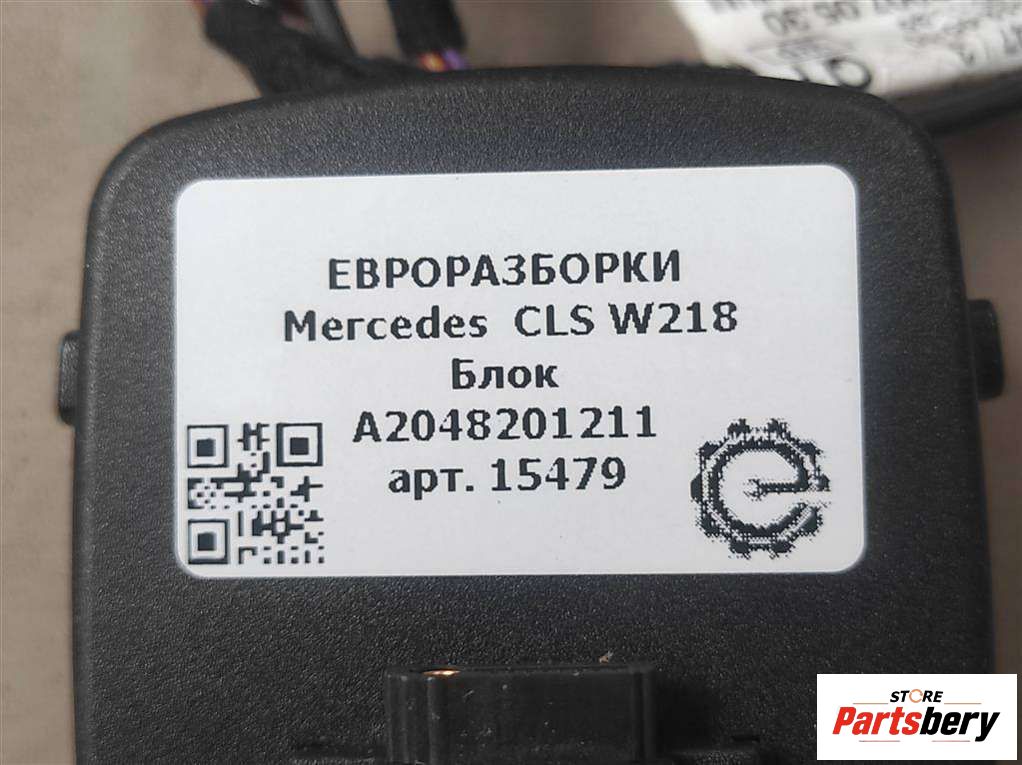 ЕВРОРАЗБОРКИ
Mercedes CLS W218
Блок
A2048201211
арт. 15479
STORE
Partsbery